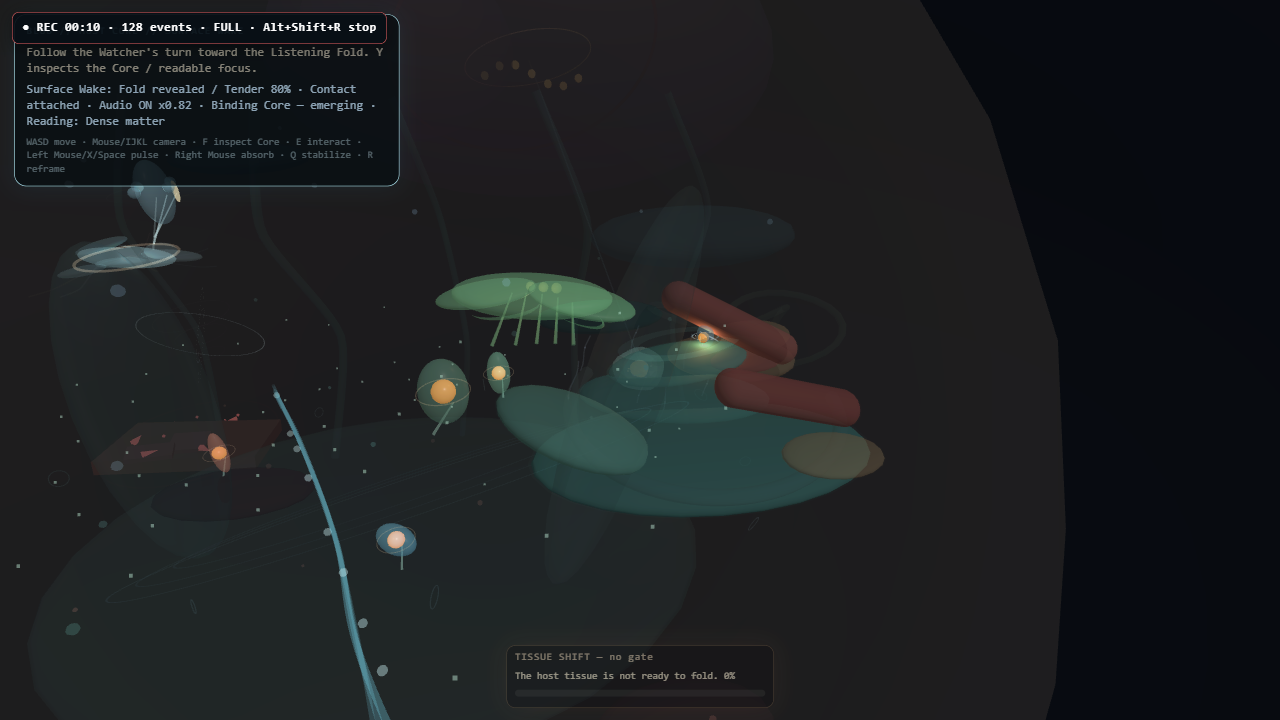 ● REC 00:10 · 128 events · FULL · Alt+Shift+R stop
Follow the Watcher's turn toward the Listening Fold. Y
inspects the Core / readable focus.
Surface Wake: Fold revealed / Tender 80% · Contact
attached · Audio ON x0.82 · Binding Core — emerging ·
Reading: Dense matter
WASD move · Mouse/IJKL camera · F inspect Core · E interact ·
Left Mouse/X/Space pulse · Right Mouse absorb · Q stabilize · R
reframe
TISSUE SHIFT — no gate
The host tissue is not ready to fold. 0%